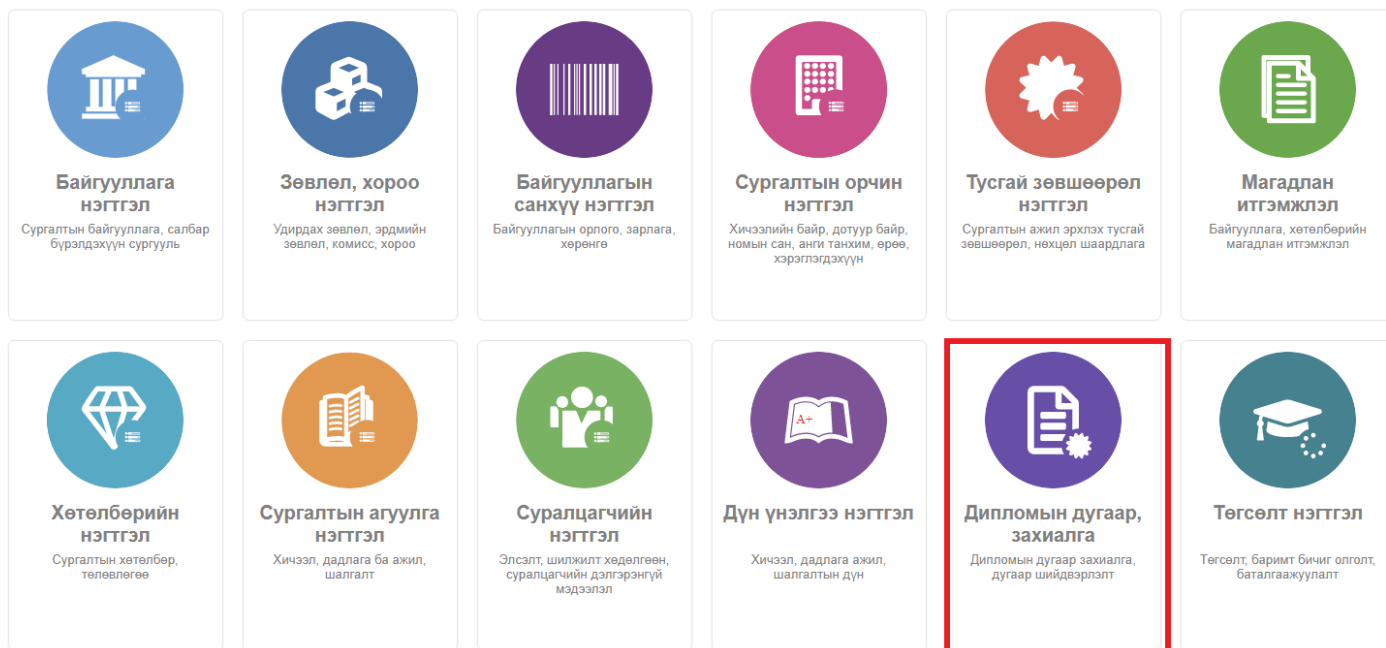 Байгууллага
нэгтгэл
Сургалтын байгууллага, салбар
бүрэлдэхүүн сургууль
Зөвлөл, хороо
нэгтгэл
Удирдах зөвлөл, эрдмийн
зөвлөл, комисс, хороо
Байгууллагын
санхүү нэгтгэл
Байгууллагын орлого, зарлага,
хөрөнгө
Сургалтын орчин
нэгтгэл
Хичээлийн байр, дотуур байр,
номын сан, анги танхим, өрөө,
хэрэглэгдэхүүн
Тусгай зөвшөөрөл
нэгтгэл
Сургалтын ажил эрхлэх тусгай
зөвшөөрөл, нөхцөл шаардлага
Магадлан
итгэмжлэл
Байгууллага, хөтөлбөрийн
магадлан итгэмжлэл
Хөтөлбөрийн
нэгтгэл
Сургалтын хөтөлбөр,
төлөвлөгөө
Сургалтын агуулга
нэгтгэл
Хичээл, дадлага ба ажил,
шалгалт
Суралцагчийн
нэгтгэл
Элсэлт, шилжилт хөдөлгөөн,
суралцагчийн дэлгэрэнгүй
мэдээлэл
A+
Дүн үнэлгээ нэгтгэл
Хичээл, дадлага ажил,
шалгалтын дүн
Дипломын дугаар,
захиалга
Дипломын дугаар захиалга,
дугаар шийдвэрлэлт
Төгсөлт нэгтгэл
Төгсөлт, баримт бичиг олголт,
баталгаажуулалт